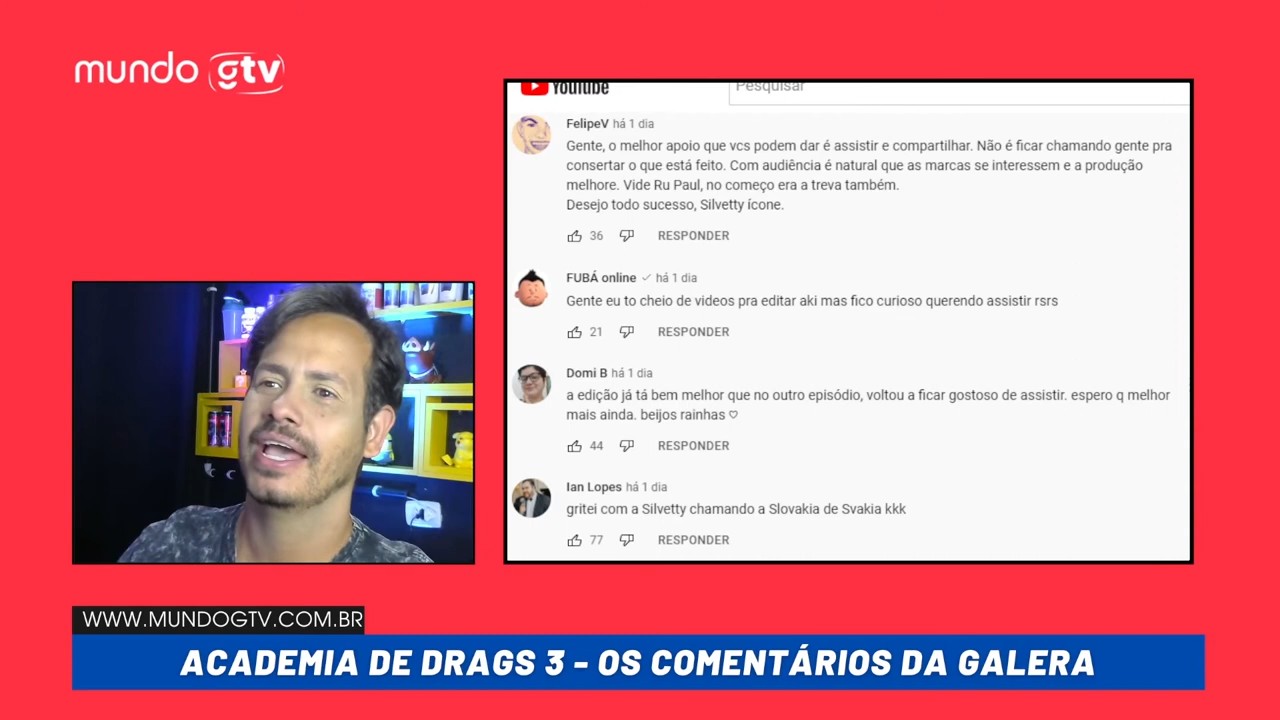 mundo gtv
YouTube
Pesquisar
FelipeV há 1 dia
Gente, o melhor apoio que vcs podem dar é assistir e compartilhar. Não é ficar chamando gente pra
consertar o que está feito. Com audiência é natural que as marcas se interessem e a produção
melhore. Vide Ru Paul, no começo era a treva também.
Desejo todo sucesso, Silvetty ícone.
36 RESPONDER
FUBÁ online há 1 dia
Gente eu to cheio de videos pra editar aki mas fico curioso querendo assistir rsrs
21 RESPONDER
Domi B há 1 dia
a edição já tá bem melhor que no outro episódio, voltou a ficar gostoso de assistir. espero q melhor
mais ainda. beijos rainhas ♡
44 RESPONDER
Ian Lopes há 1 dia
gritei com a Silvetty chamando a Slovakia de Svakia kkk
77 RESPONDER
WWW.MUNDOGTV.COM.BR
ACADEMIA DE DRAGS 3 - OS COMENTÁRIOS DA GALERA